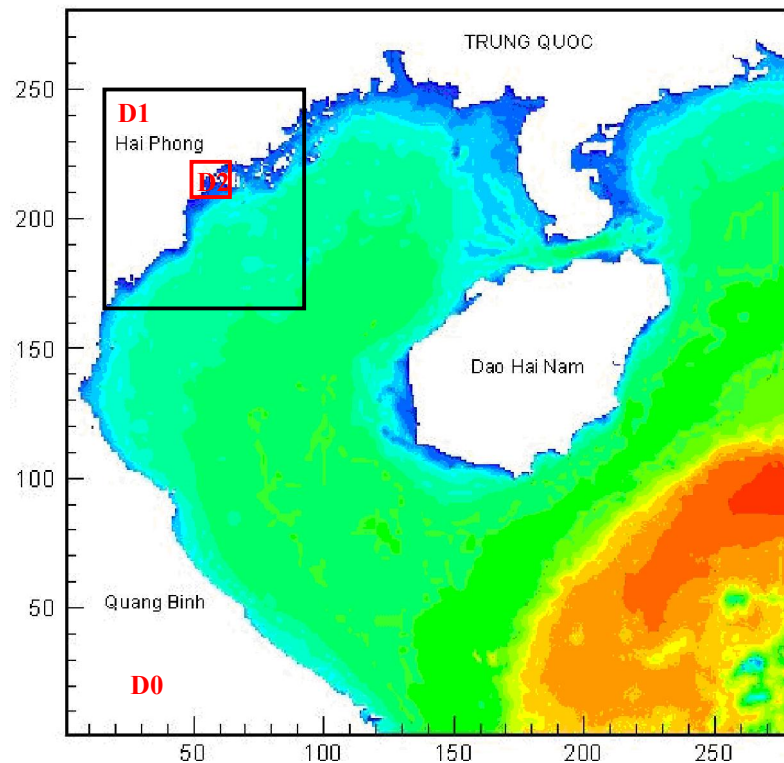 TRUNG QUOC
250
D1
Hai Phong
D2
200
150
Dao Hai Nam
100
50
Quang Binh
D0
50
100
150
200
250